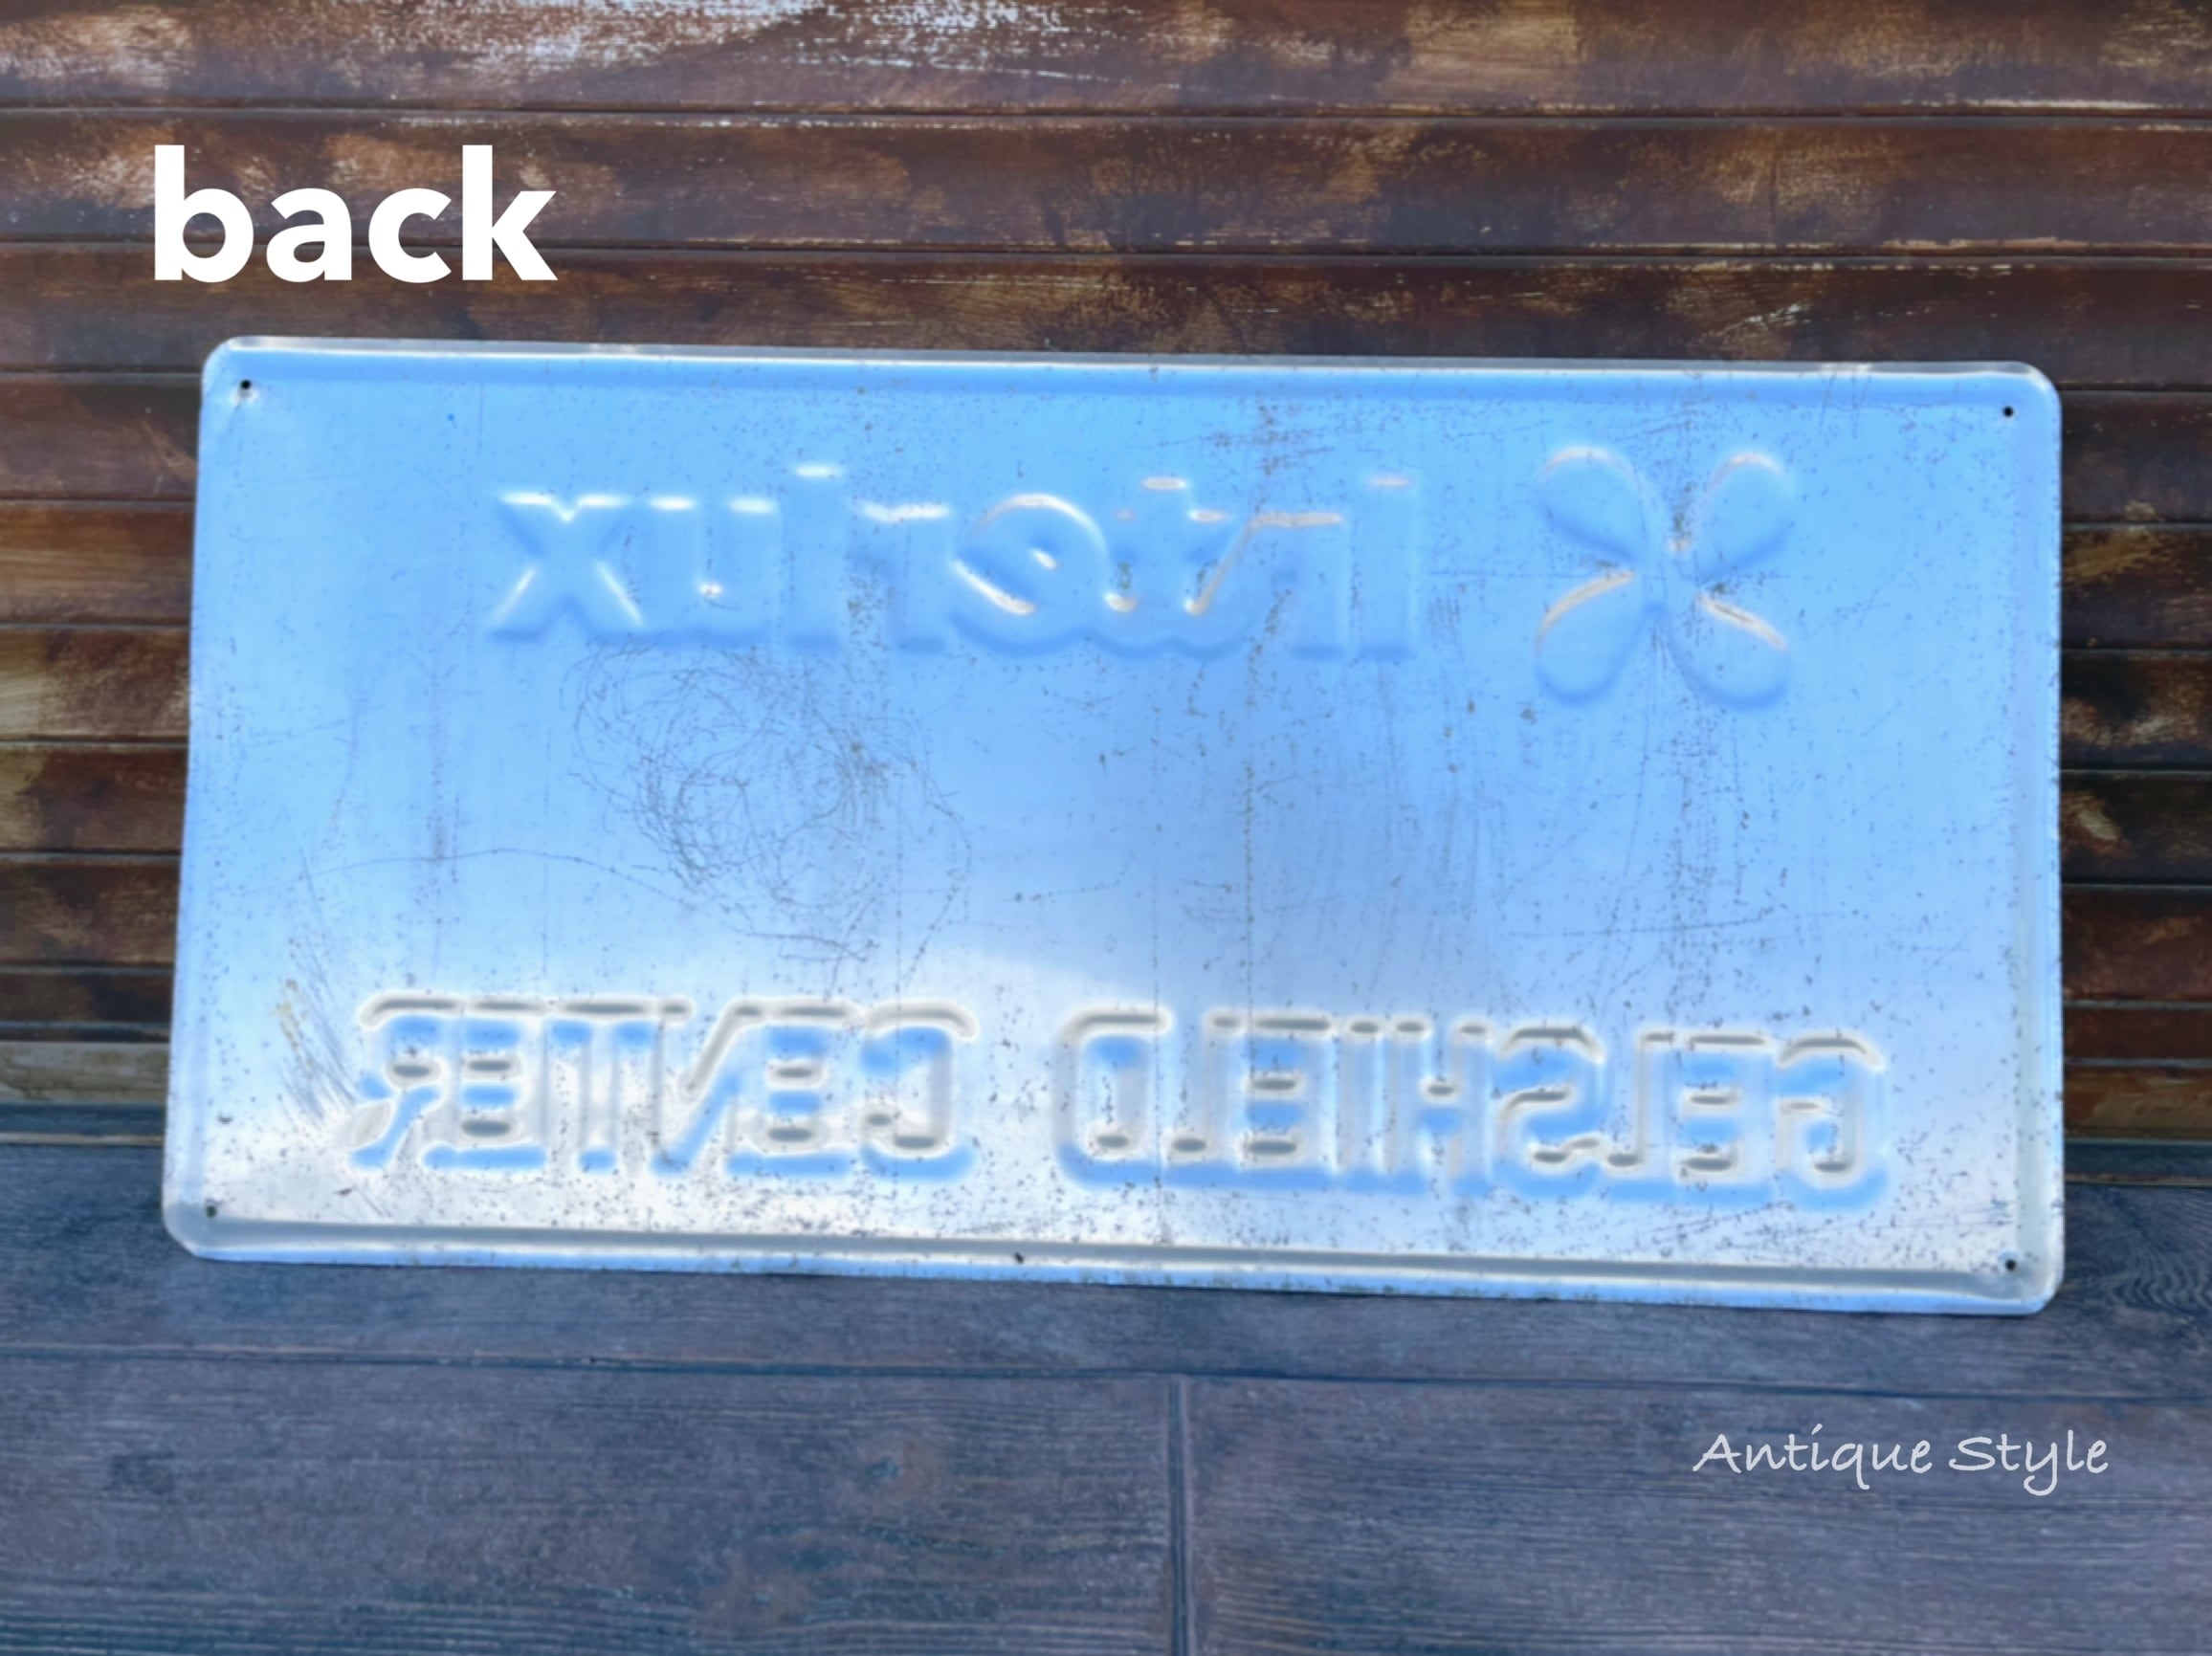 back
interlux
GELSHIELD CENTER
Antique Style